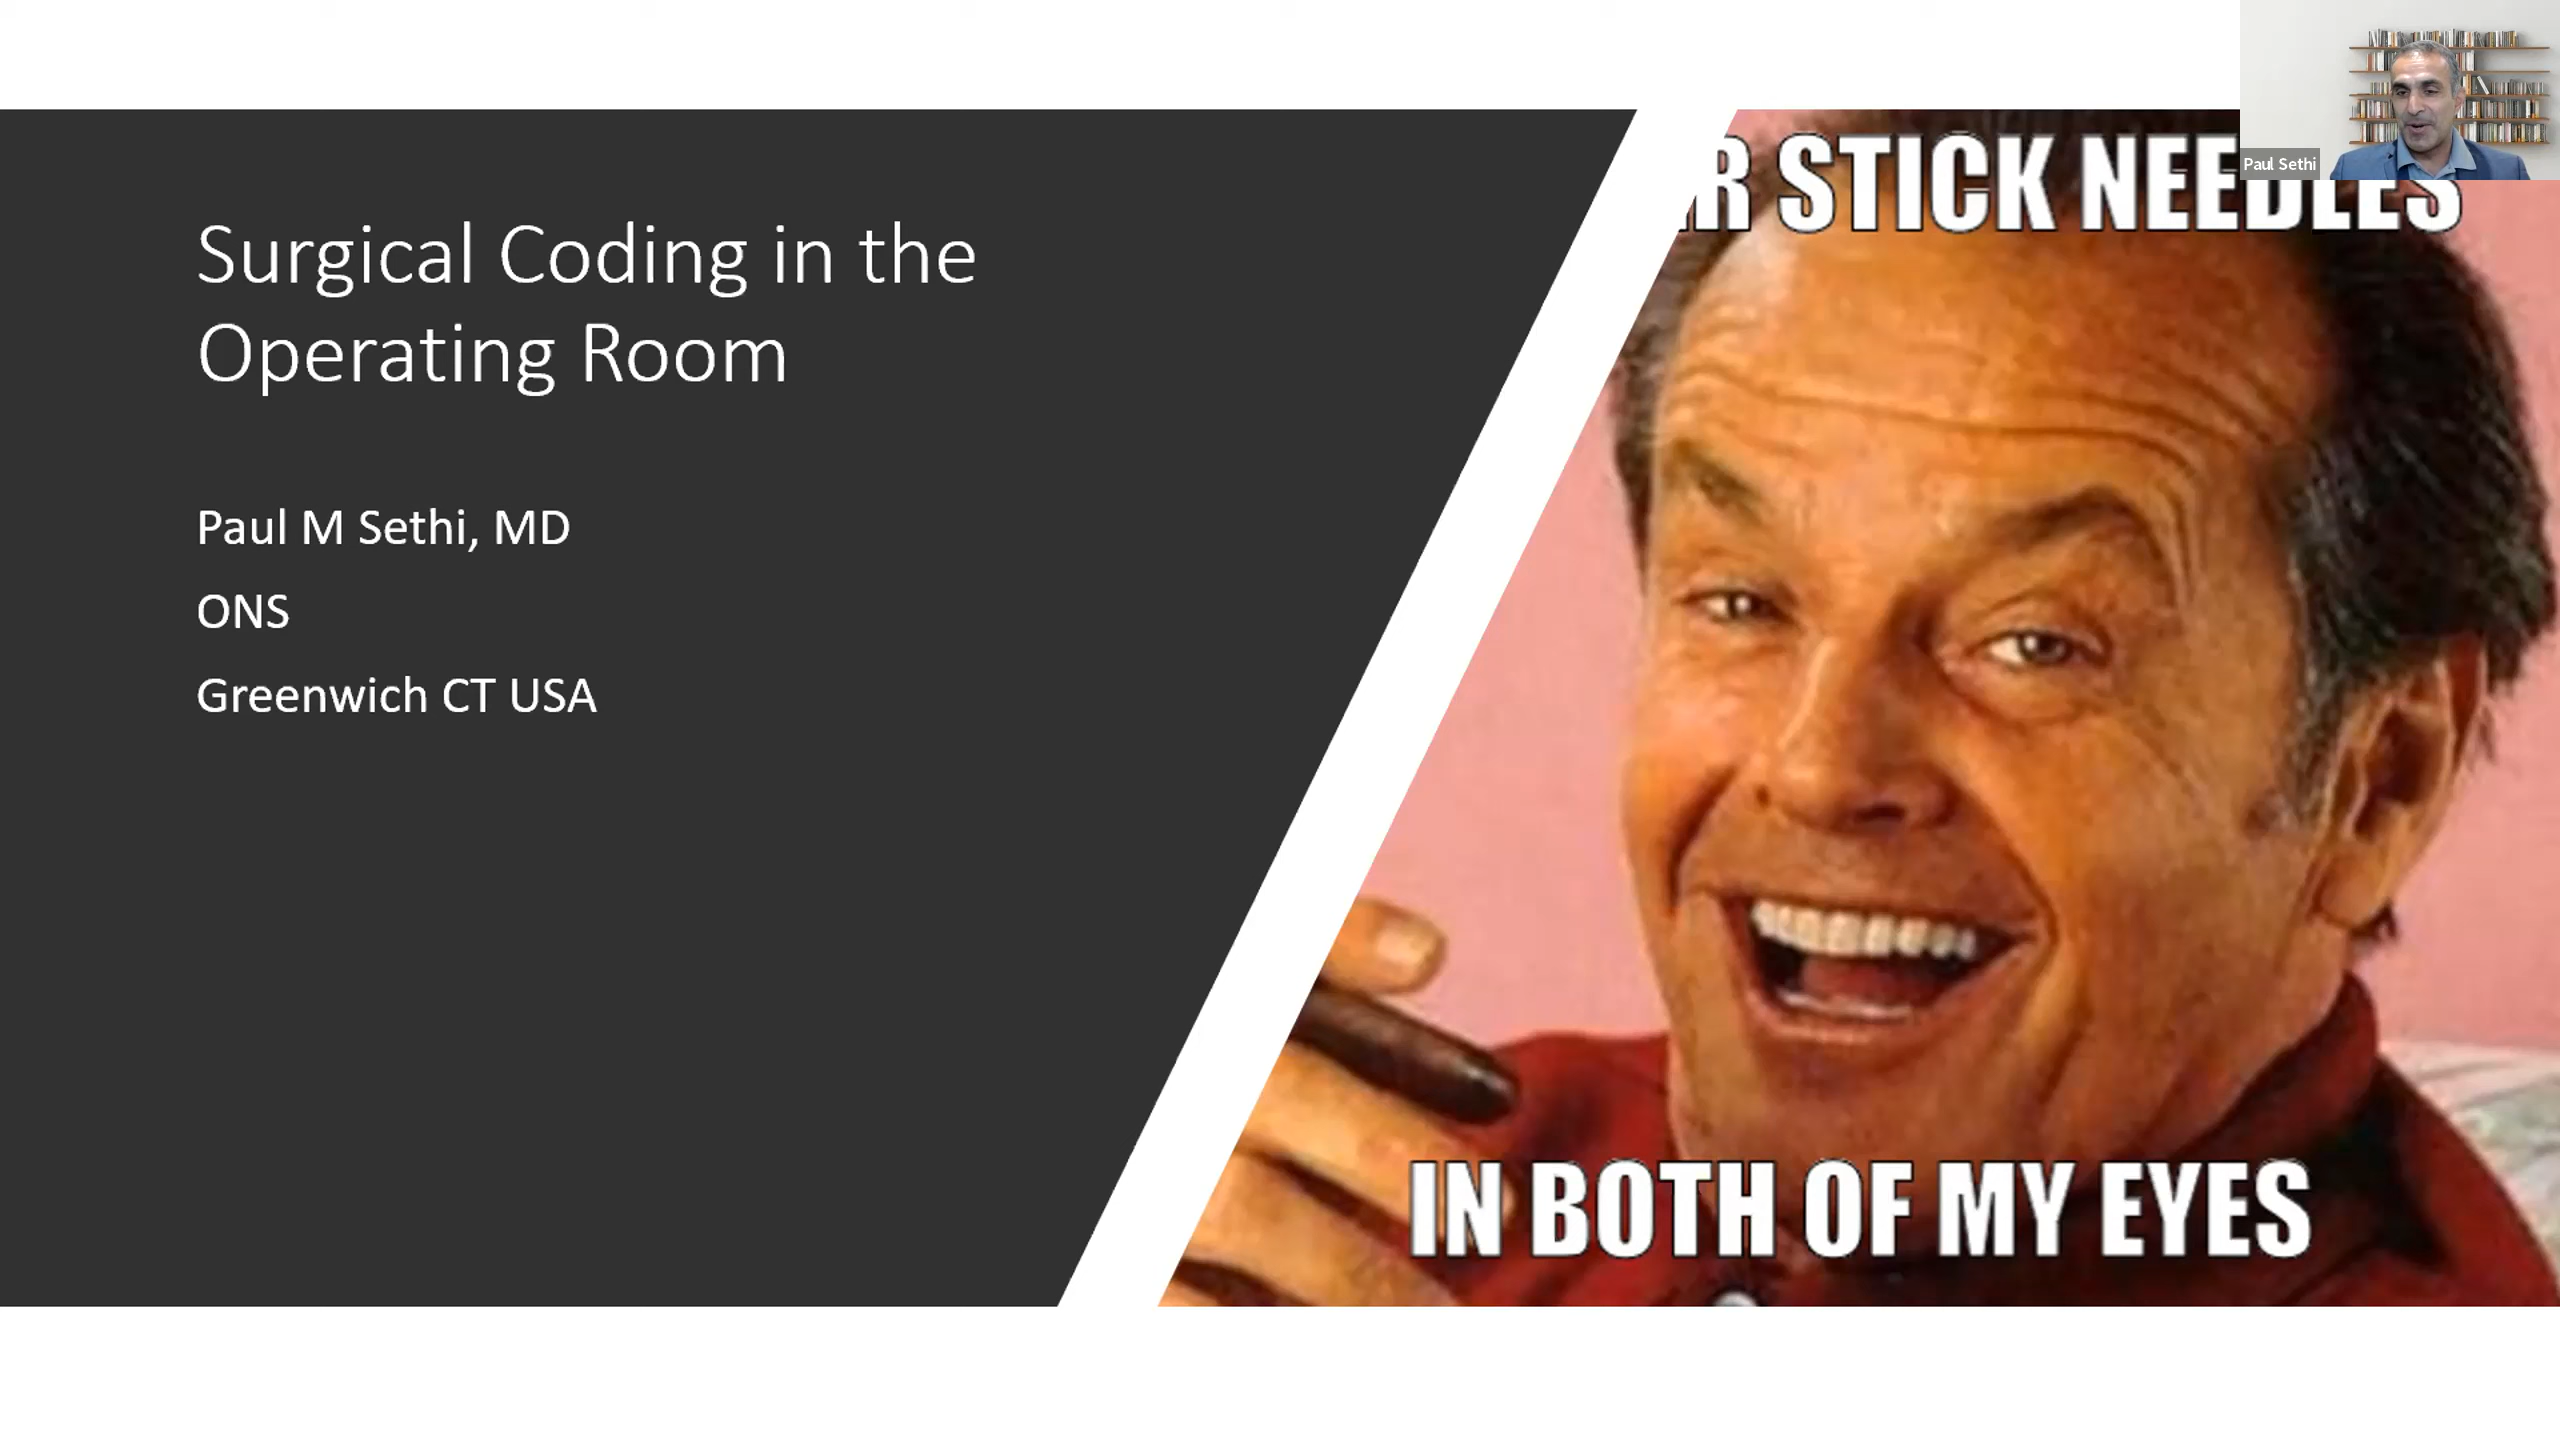 Surgical Coding in the
Operating Room
Paul M Sethi, MD
ONS
Greenwich CT USA
STICK NEEDLES
IN BOTH OF MY EYES
Paul Sethi